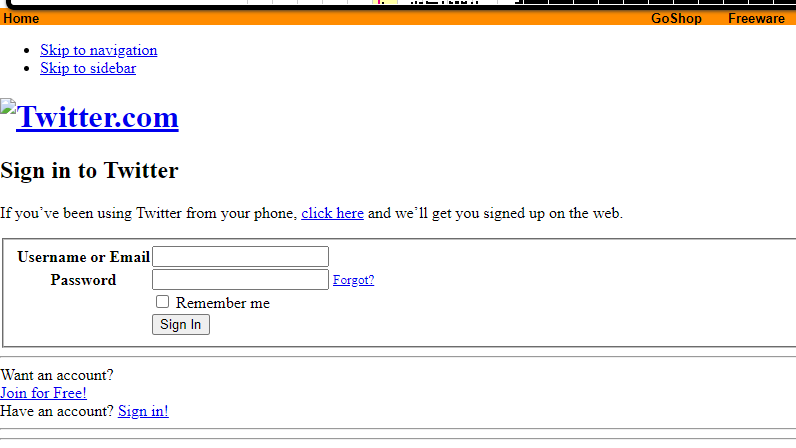 Home GoShop Freeware
Skip to navigation
Skip to sidebar
Twitter.com
Sign in to Twitter
If you’ve been using Twitter from your phone, click here and we’ll get you signed up on the web.
Username or Email
Password Forgot?
Remember me
Sign In
Want an account?
Join for Free!
Have an account? Sign in!